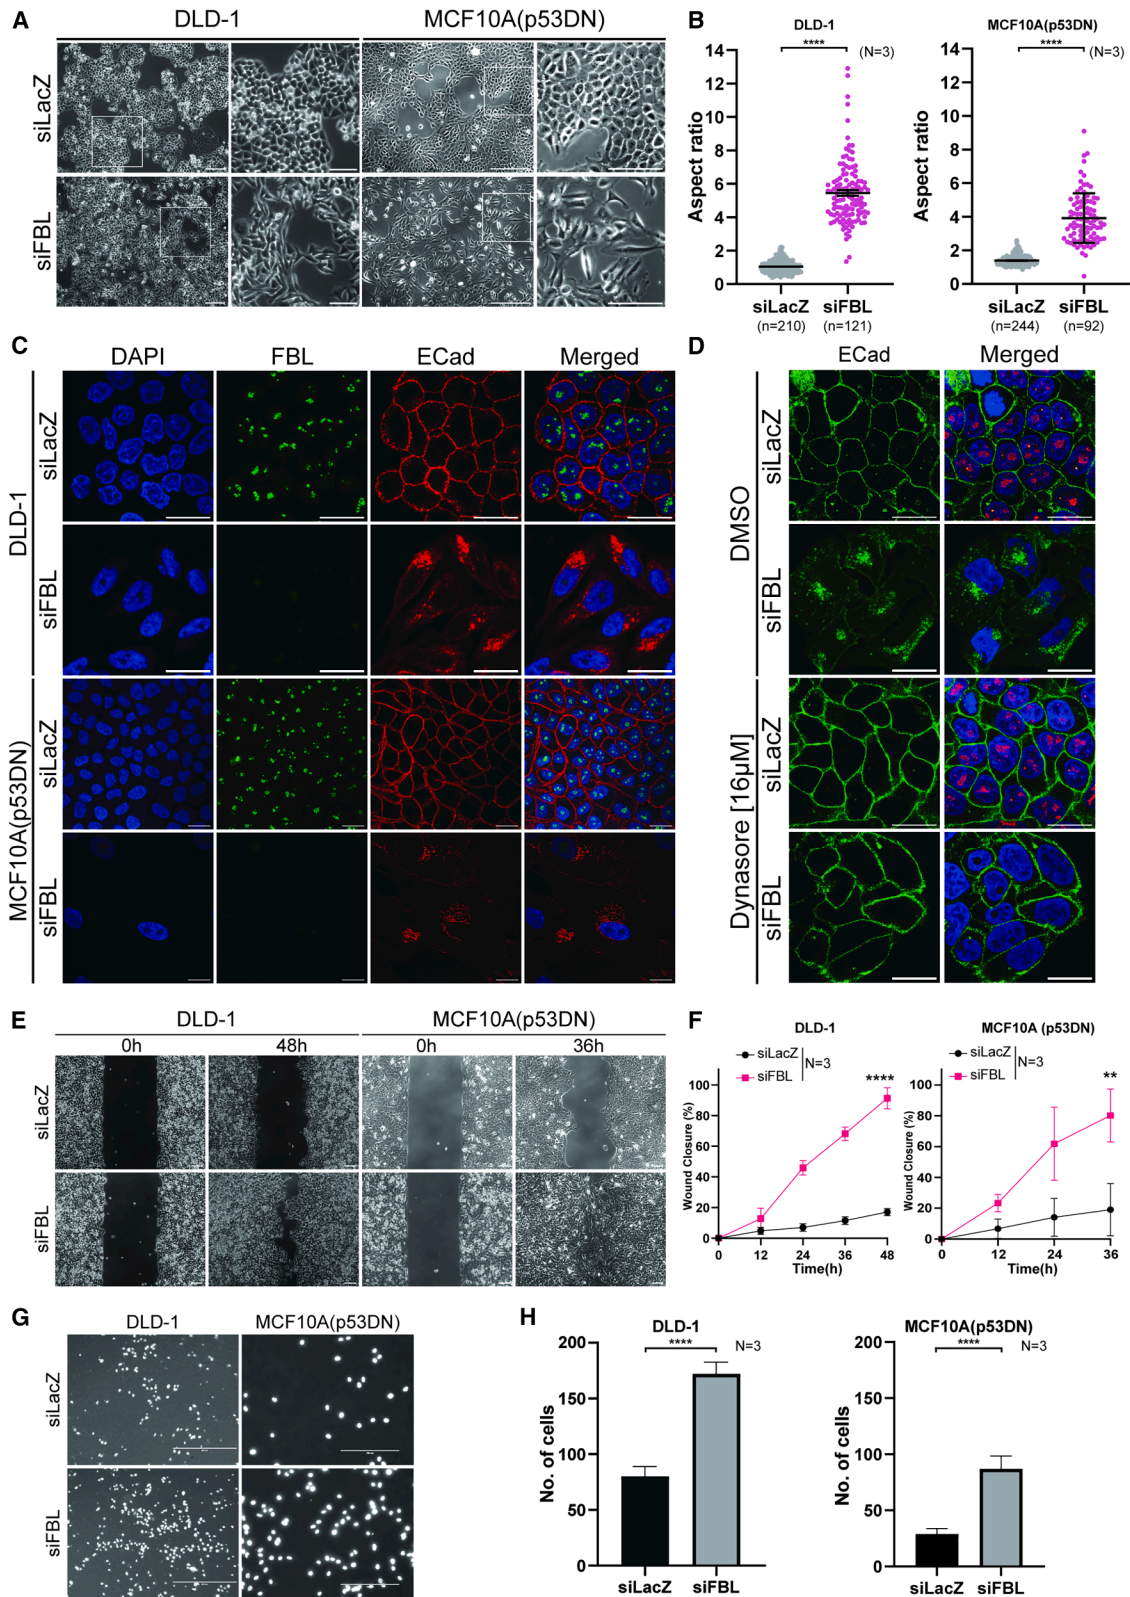 A
DLD-1
MCF10A(p53DN)
siLacZ
siFBL
B
DLD-1
****
(N=3)
Aspect ratio
14
12
10
8
6
4
2
0
siLacZ
siFBL
(n=210)
(n=121)
MCF10A(p53DN)
****
(N=3)
Aspect ratio
14
12
10
8
6
4
2
0
siLacZ
siFBL
(n=244)
(n=92)
C
DAPI
FBL
ECad
Merged
DLD-1
siLacZ
siFBL
MCF10A(p53DN)
siLacZ
siFBL
D
ECad
Merged
DMSO
siLacZ
siFBL
Dynasore [16μM]
siLacZ
siFBL
E
DLD-1
MCF10A(p53DN)
0h
48h
0h
36h
siLacZ
siFBL
F
DLD-1
siLacZ
siFBL
N=3
****
Wound Closure (%)
100
80
60
40
20
0
0
12
24
36
48
Time(h)
MCF10A (p53DN)
siLacZ
siFBL
N=3
**
Wound Closure (%)
100
80
60
40
20
0
0
12
24
36
Time(h)
G
DLD-1
MCF10A(p53DN)
siLacZ
siFBL
H
DLD-1
****
N=3
No. of cells
200
150
100
50
0
siLacZ
siFBL
MCF10A(p53DN)
****
N=3
No. of cells
200
150
100
50
0
siLacZ
siFBL